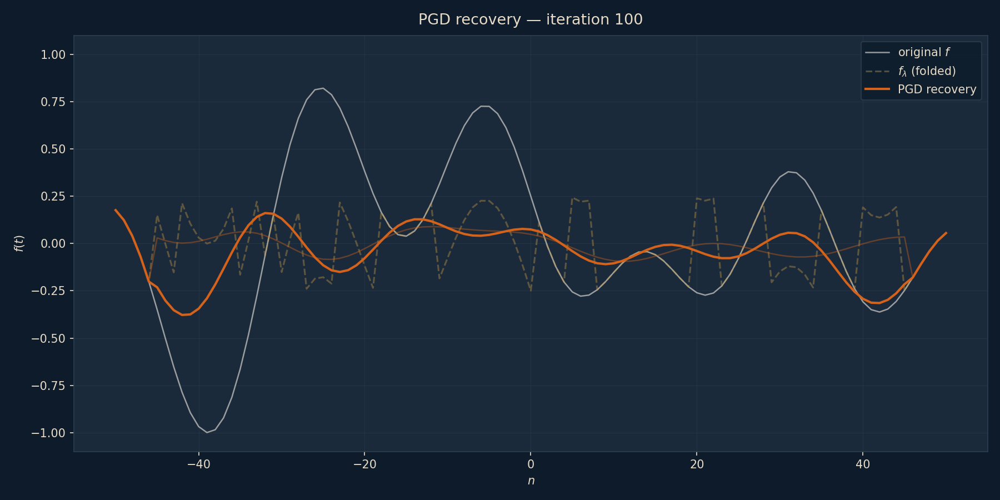 PGD recovery — iteration 100
original f
fλ (folded)
PGD recovery
f(t)
1.00
0.75
0.50
0.25
0.00
−0.25
−0.50
−0.75
−1.00
−40
−20
0
20
40
n